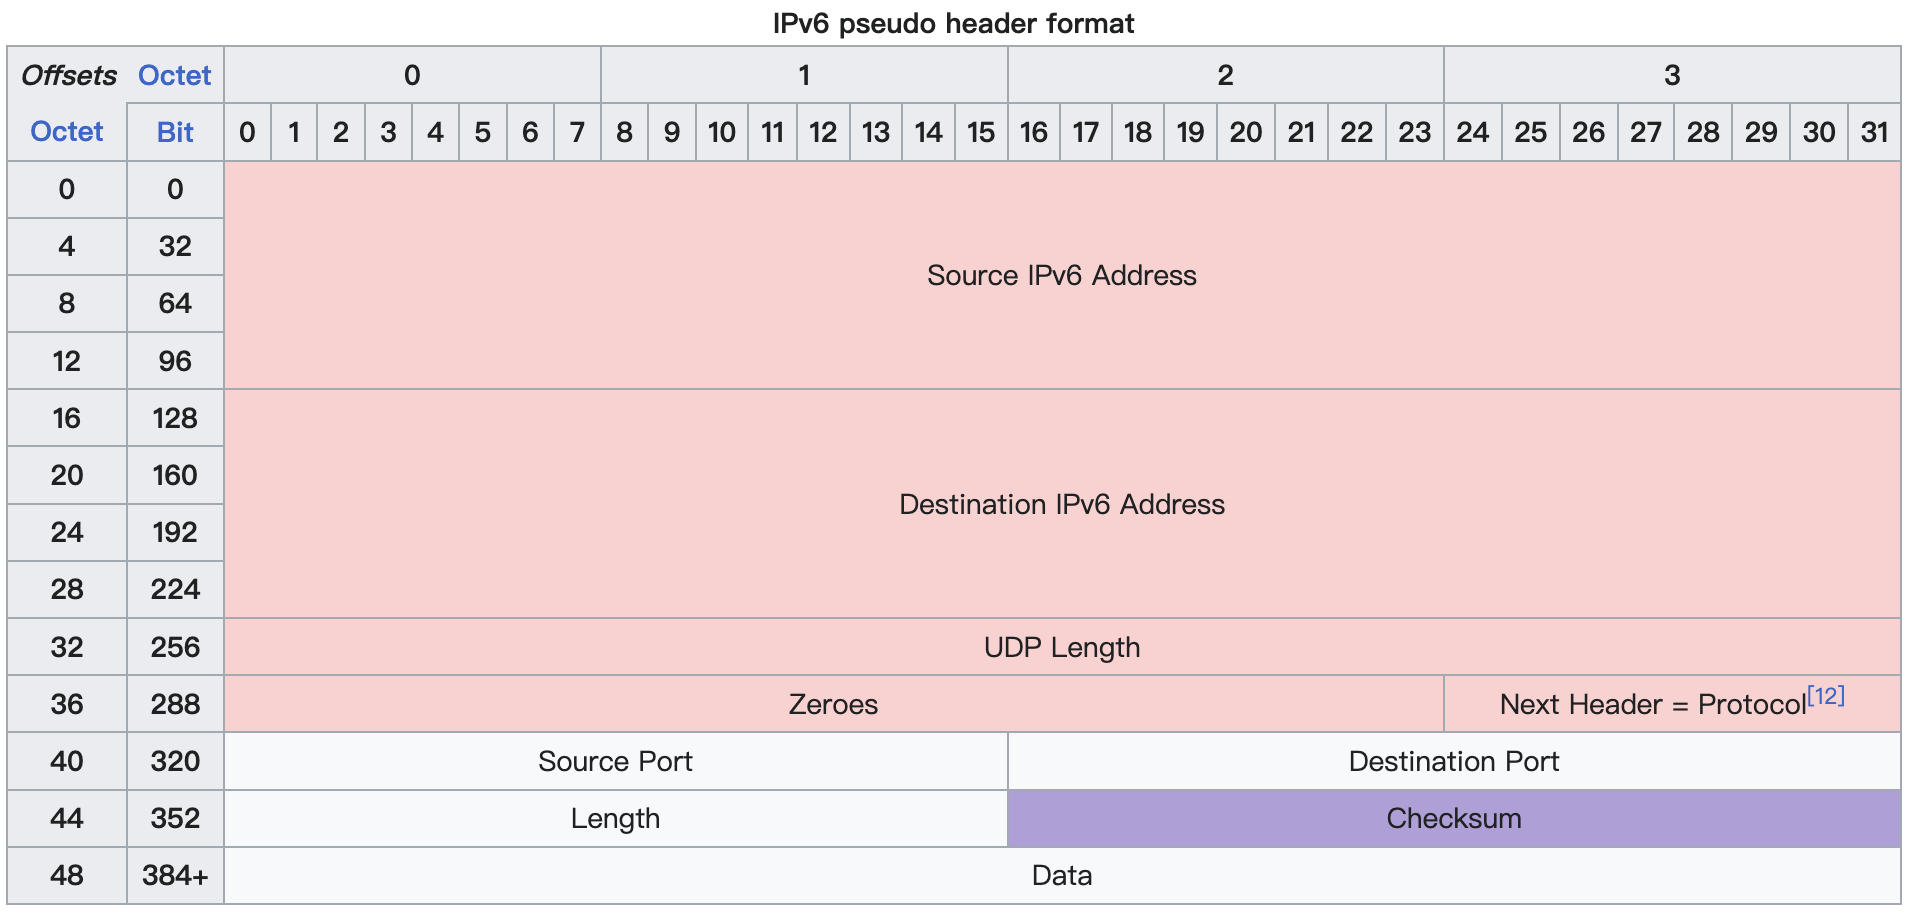 IPv6 pseudo header format
Offsets Octet 0 1 2 3
Octet Bit 0 1 2 3 4 5 6 7 8 9 10 11 12 13 14 15 16 17 18 19 20 21 22 23 24 25 26 27 28 29 30 31
0 0
4 32
Source IPv6 Address
8 64
12 96
16 128
20 160
Destination IPv6 Address
24 192
28 224
32 256 UDP Length
36 288 Zeroes Next Header = Protocol[12]
40 320 Source Port Destination Port
44 352 Length Checksum
48 384+ Data